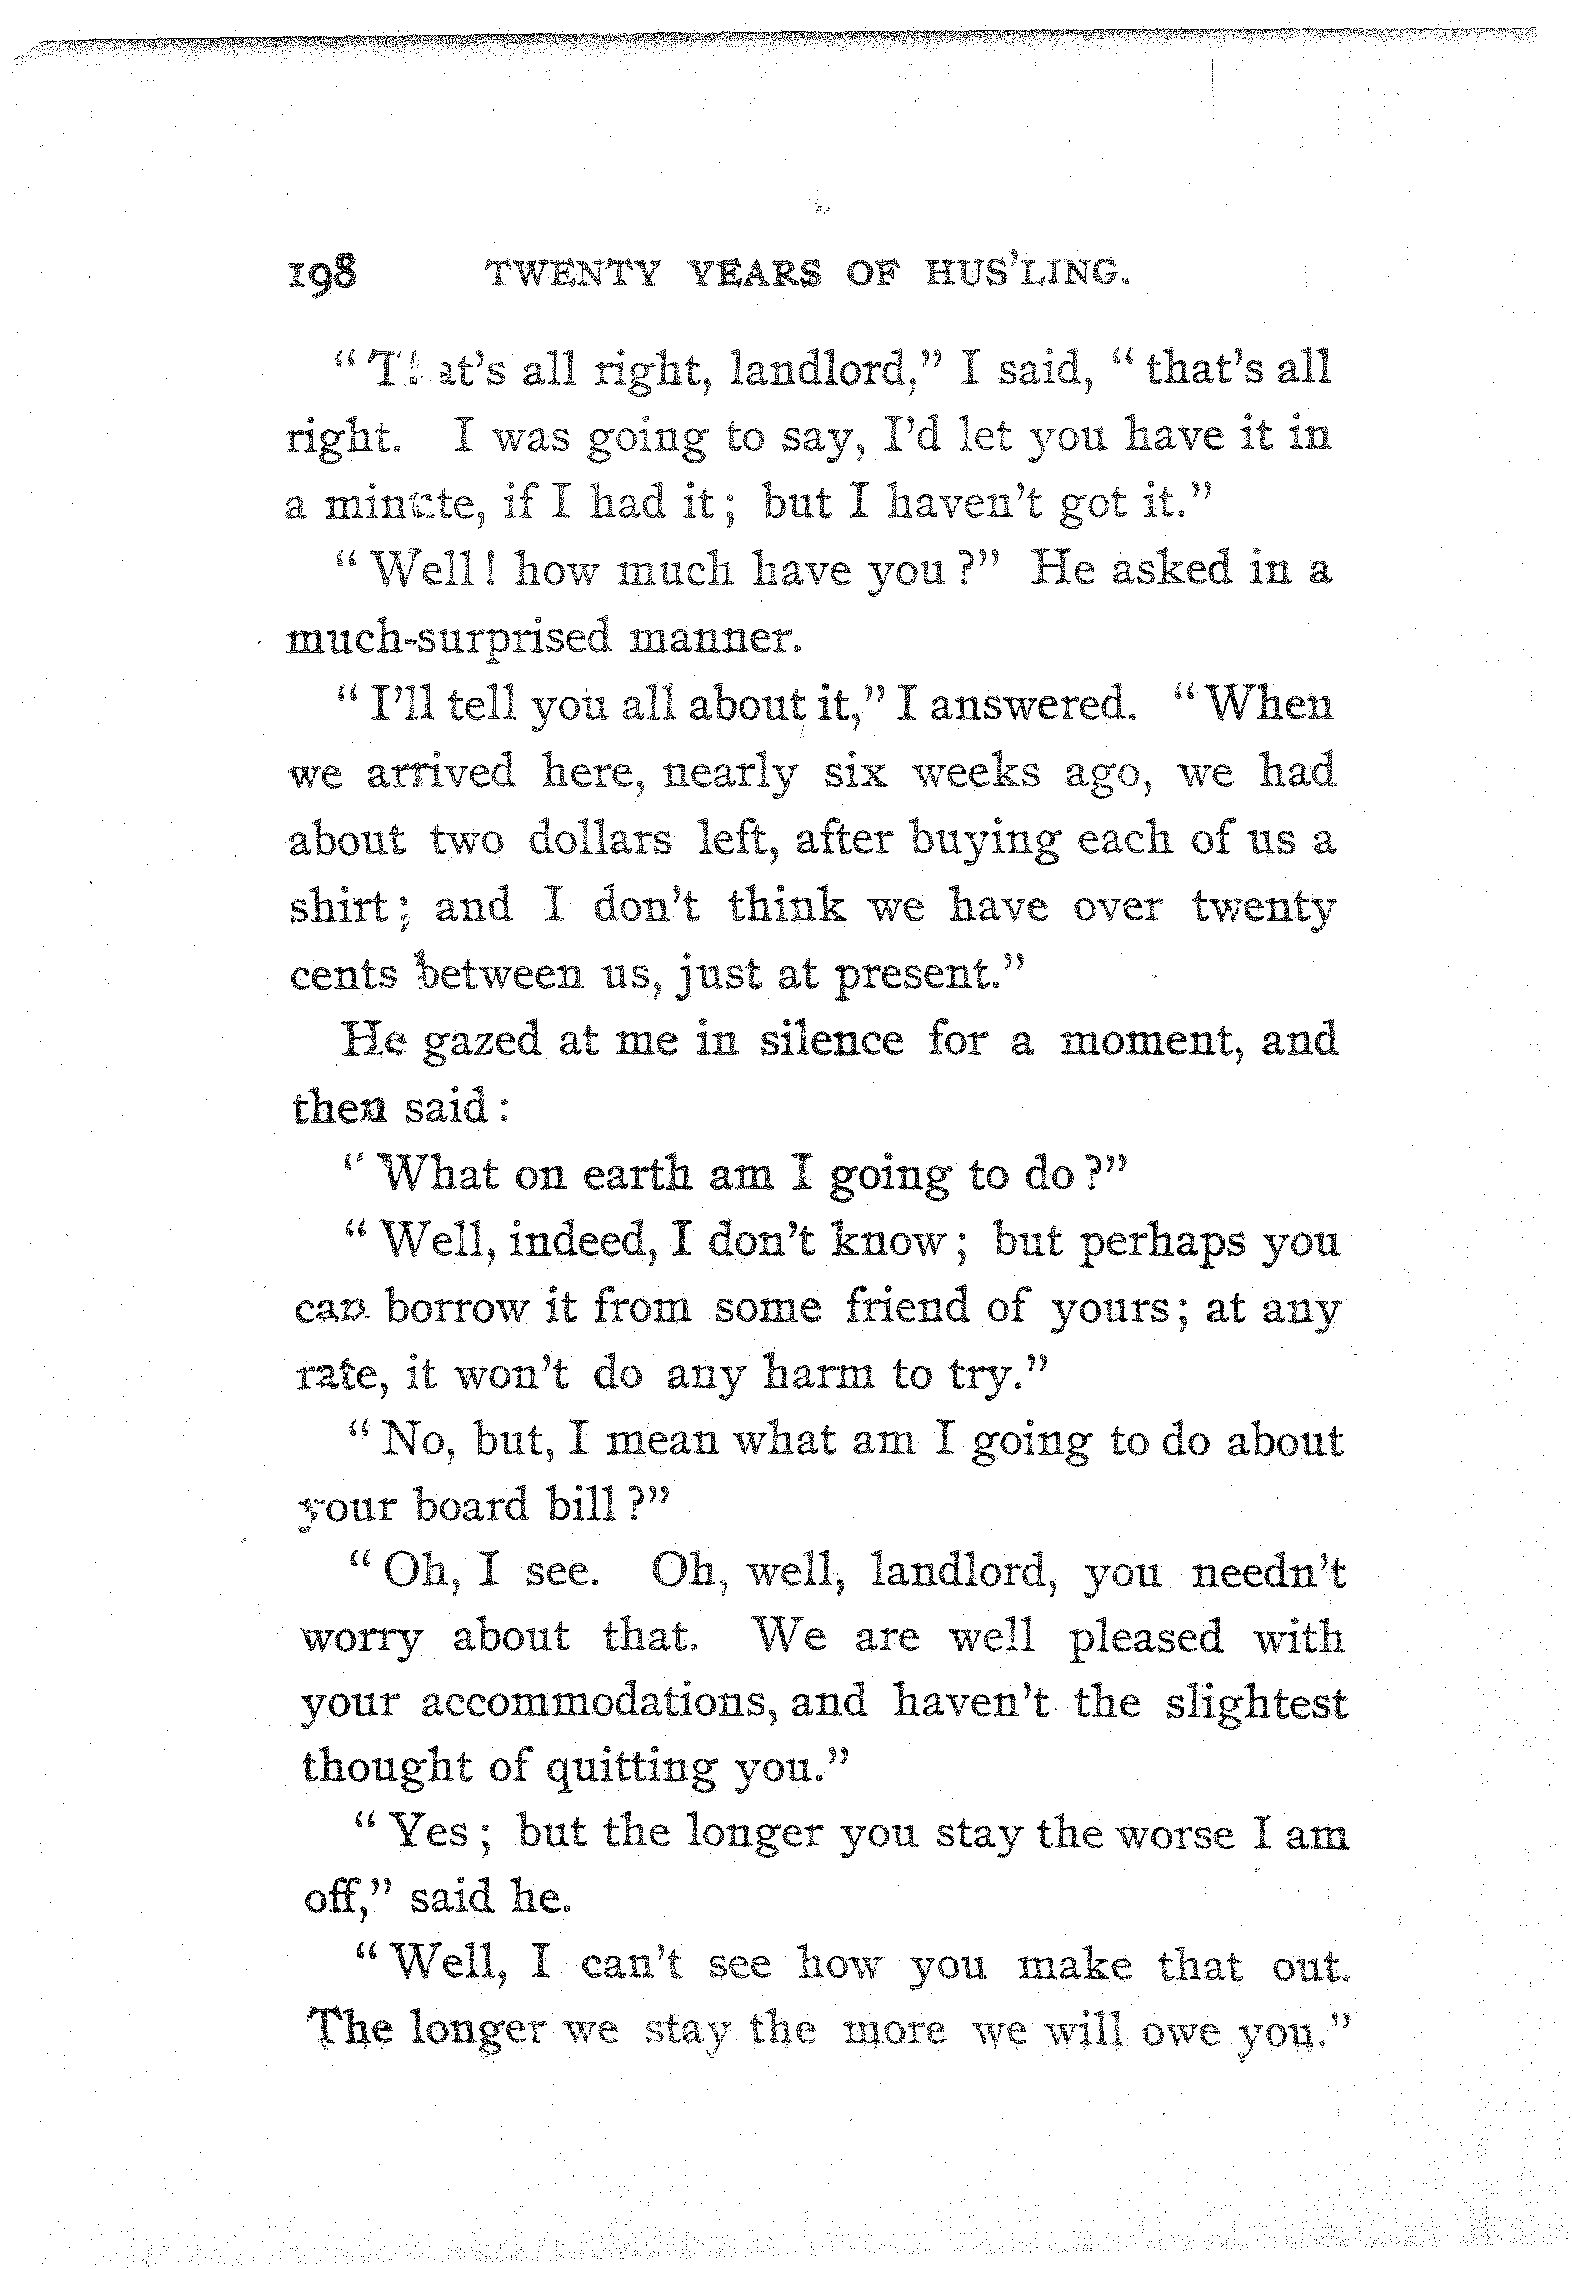 198 TWENTY YEARS OF HUS'LING.
“That's all right, landlord,” I said, “that's all
right. I was going to say, I'd let you have it in
a minute, if I had it; but I haven't got it.”
“Well! how much have you?” He asked in a
much-surprised manner.
“I'll tell you all about it,” I answered. “When
we arrived here, nearly six weeks ago, we had
about two dollars left, after buying each of us a
shirt; and I don't think we have over twenty
cents between us, just at present.”
He gazed at me in silence for a moment, and
then said:
“What on earth am I going to do?”
“Well, indeed, I don't know; but perhaps you
can borrow it from some friend of yours; at any
rate, it won't do any harm to try.”
“No, but, I mean what am I going to do about
your board bill?”
“Oh, I see. Oh, well, landlord, you needn't
worry about that. We are well pleased with
your accommodations, and haven't the slightest
thought of quitting you.”
“Yes; but the longer you stay the worse I am
off,” said he.
“Well, I can't see how you make that out.
The longer we stay the more we will owe you.”